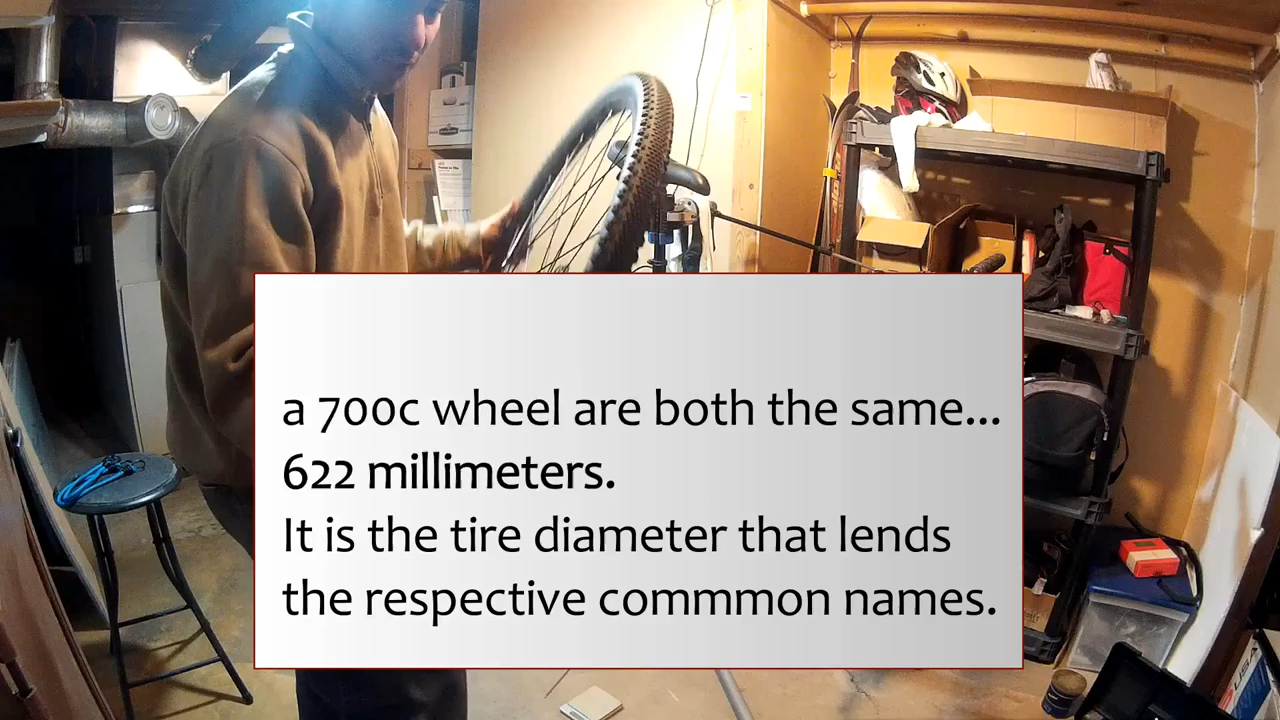 a 700c wheel are both the same...
622 millimeters.
It is the tire diameter that lends
the respective commmon names.